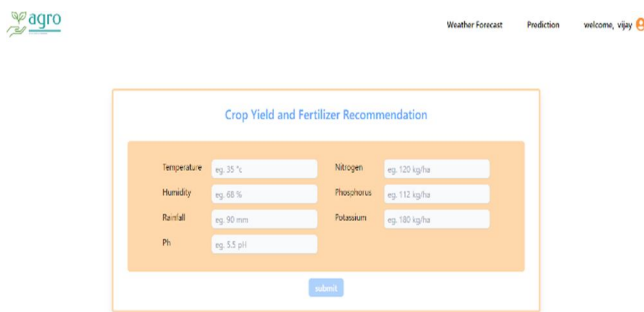 agro
Weather Forecast Prediction welcome, vijay
Crop Yield and Fertilizer Recommendation
Temperature eg. 35 °c Nitrogen eg. 120 kg/ha
Humidity eg. 68 % Phosphorus eg. 112 kg/ha
Rainfall eg. 90 mm Potassium eg. 180 kg/ha
Ph eg. 5.5 pH
submit